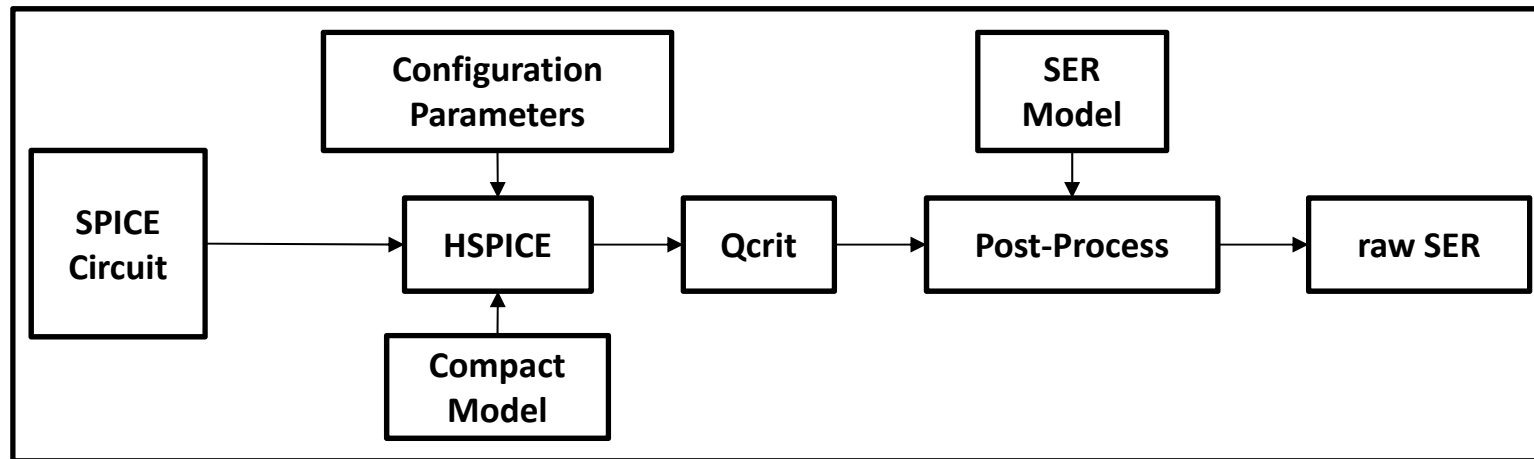 Configuration
Parameters
SER
Model
SPICE
Circuit
HSPICE
Qcrit
Post-Process
raw SER
Compact
Model